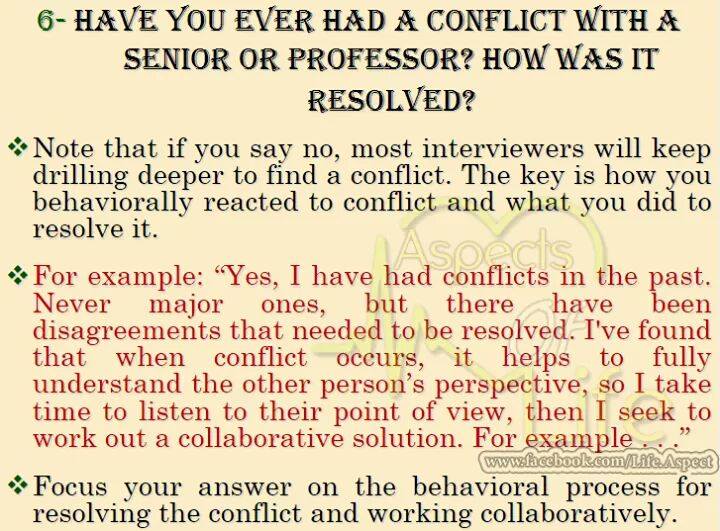 6- HAVE YOU EVER HAD A CONFLICT WITH A
SENIOR OR PROFESSOR? HOW WAS IT
RESOLVED?
❖Note that if you say no, most interviewers will keep
drilling deeper to find a conflict. The key is how you
behaviorally reacted to conflict and what you did to
resolve it.
❖For example: “Yes, I have had conflicts in the past.
Never major ones, but there have been
disagreements that needed to be resolved. I've found
that when conflict occurs, it helps to fully
understand the other person’s perspective, so I take
time to listen to their point of view, then I seek to
work out a collaborative solution. For example . . .”
❖Focus your answer on the behavioral process for
resolving the conflict and working collaboratively.
Aspects
Of
Life
www.facebook.com/Life.Aspect